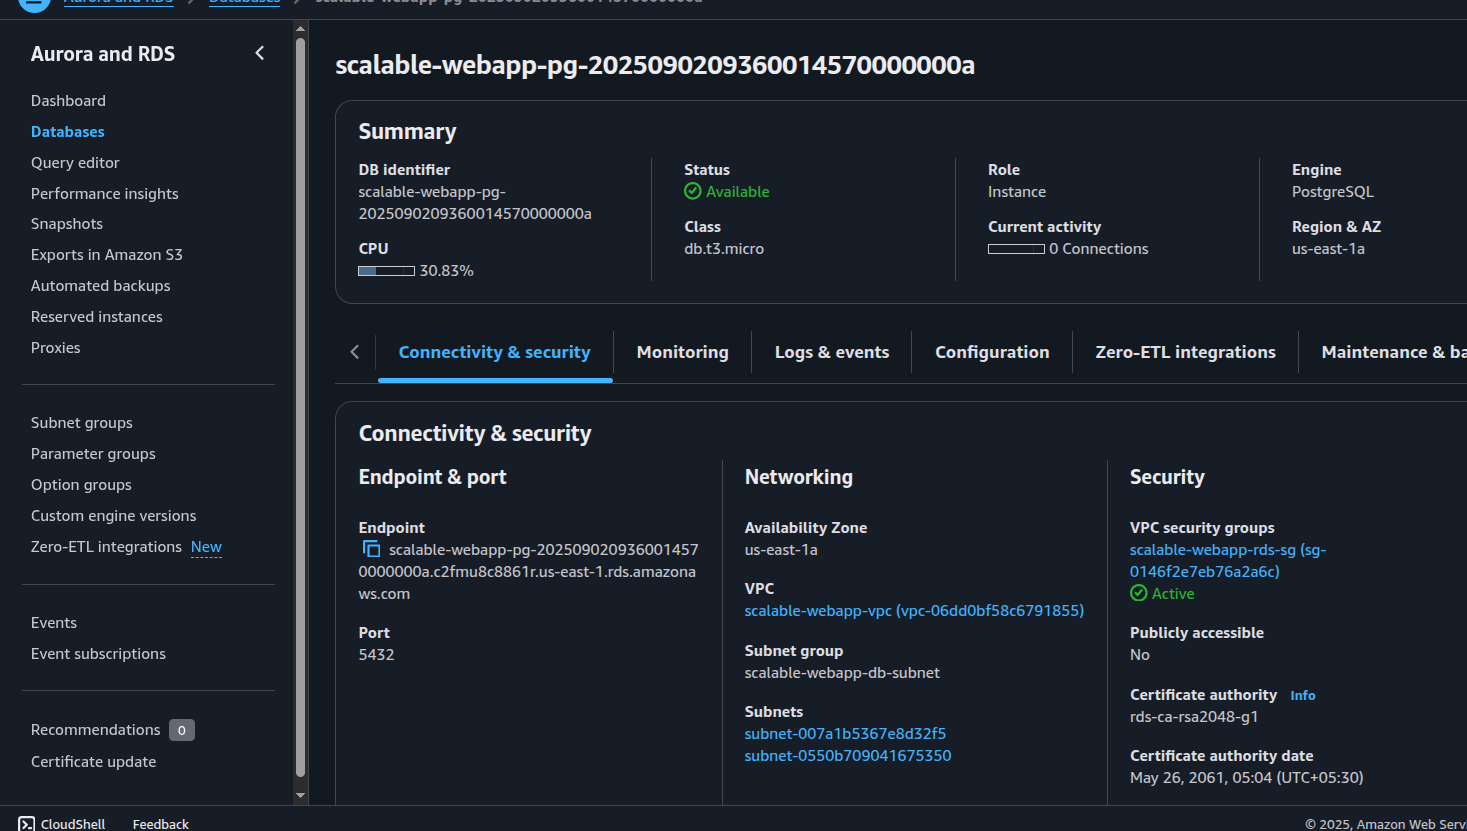 Aurora and RDS
Databases
scalable-webapp-pg-2025090209360014570000000a
Aurora and RDS
Dashboard
Databases
Query editor
Performance insights
Snapshots
Exports in Amazon S3
Automated backups
Reserved instances
Proxies
Subnet groups
Parameter groups
Option groups
Custom engine versions
Zero-ETL integrations New
Events
Event subscriptions
Recommendations 0
Certificate update
scalable-webapp-pg-2025090209360014570000000a
Summary
DB identifier
scalable-webapp-pg-
2025090209360014570000000a
CPU
30.83%
Status
Available
Class
db.t3.micro
Role
Instance
Current activity
0 Connections
Engine
PostgreSQL
Region & AZ
us-east-1a
Connectivity & security
Monitoring
Logs & events
Configuration
Zero-ETL integrations
Maintenance & ba
Connectivity & security
Endpoint & port
Endpoint
scalable-webapp-pg-202509020936001457
0000000a.c2fmu8c8861r.us-east-1.rds.amazona
ws.com
Port
5432
Networking
Availability Zone
us-east-1a
VPC
scalable-webapp-vpc (vpc-06dd0bf58c6791855)
Subnet group
scalable-webapp-db-subnet
Subnets
subnet-007a1b5367e8d32f5
subnet-0550b709041675350
Security
VPC security groups
scalable-webapp-rds-sg (sg-
0146f2e7eb76a2a6c)
Active
Publicly accessible
No
Certificate authority Info
rds-ca-rsa2048-g1
Certificate authority date
May 26, 2061, 05:04 (UTC+05:30)
CloudShell
Feedback
© 2025, Amazon Web Serv